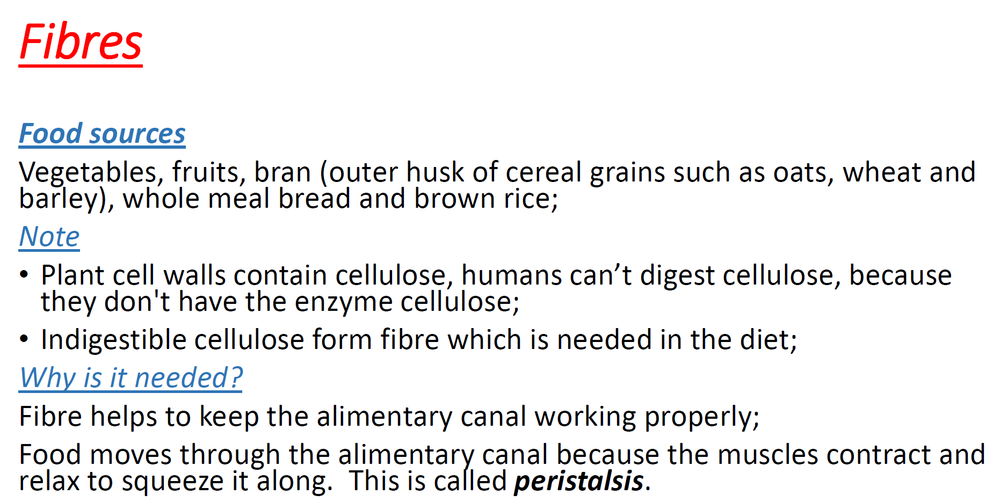 Fibres
Food sources
Vegetables, fruits, bran (outer husk of cereal grains such as oats, wheat and
barley), whole meal bread and brown rice;
Note
• Plant cell walls contain cellulose, humans can’t digest cellulose, because
they don't have the enzyme cellulose;
• Indigestible cellulose form fibre which is needed in the diet;
Why is it needed?
Fibre helps to keep the alimentary canal working properly;
Food moves through the alimentary canal because the muscles contract and
relax to squeeze it along.  This is called peristalsis.